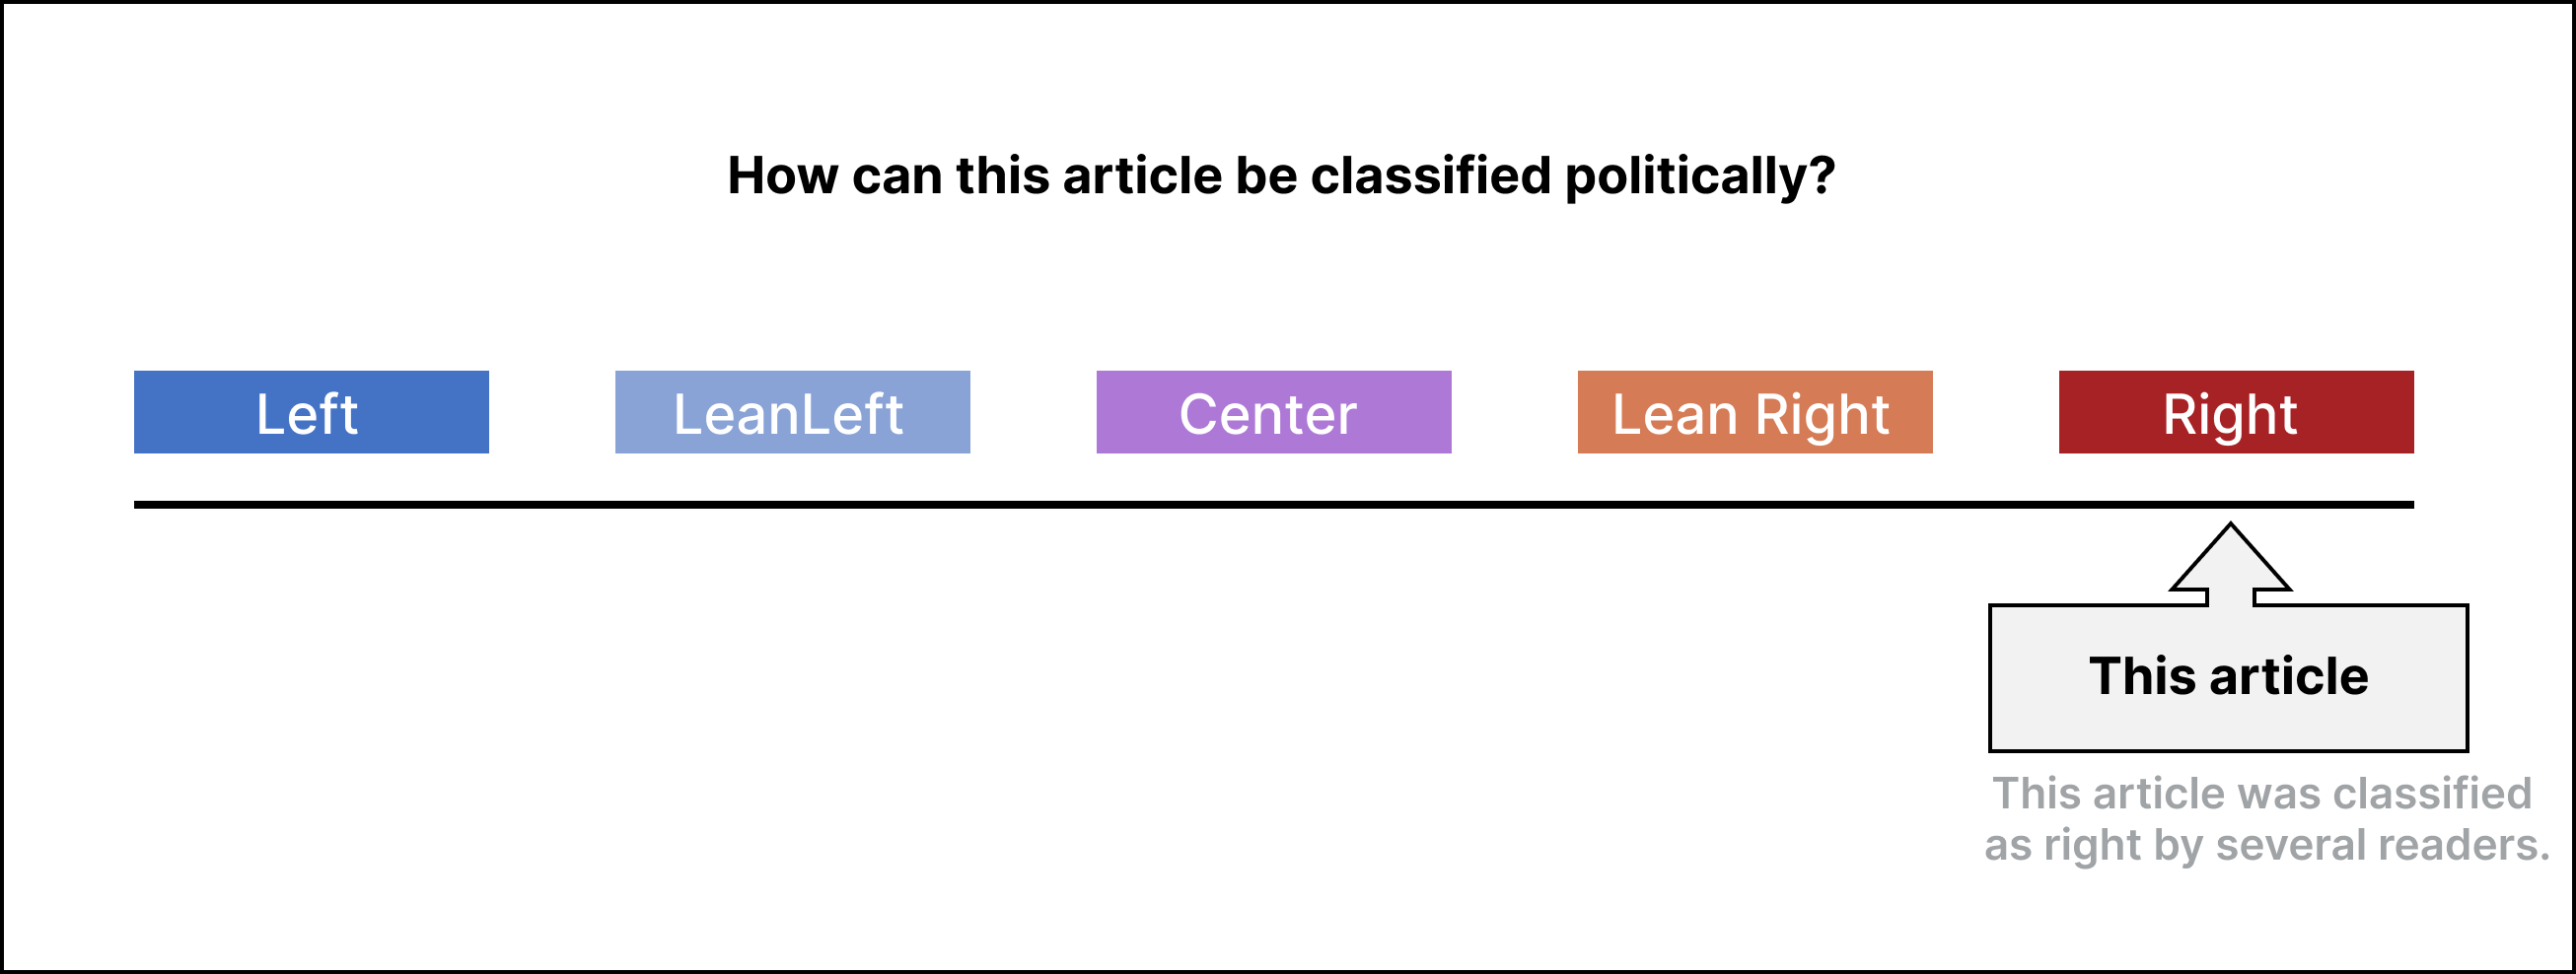 How can this article be classified politically?
Left
LeanLeft
Center
Lean Right
Right
This article
This article was classified
as right by several readers.